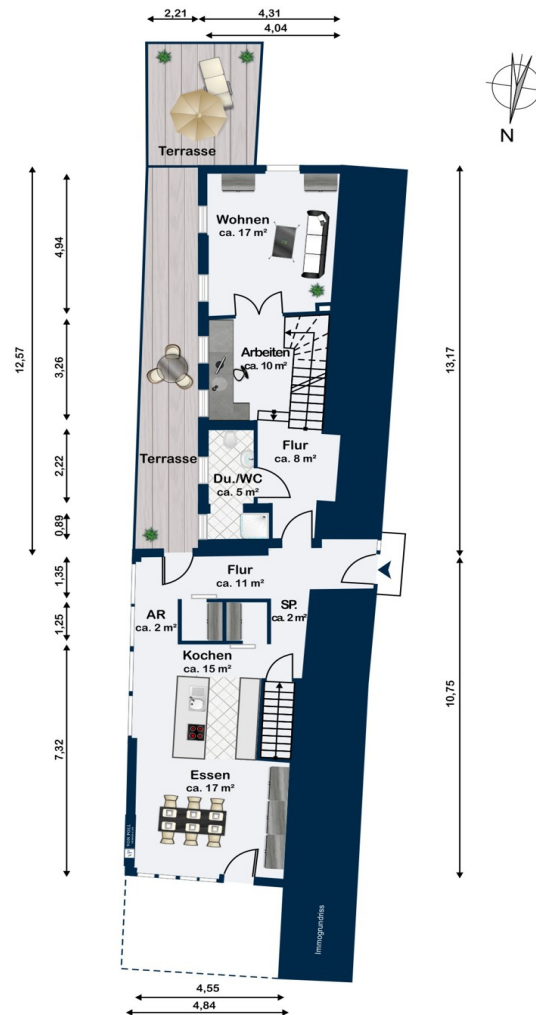 2,21
4,31
4,04
N
Terrasse
12,57
4,94
3,26
2,22
0,89
13,17
Wohnen
ca. 17 m²
Arbeiten
ca. 10 m²
Flur
ca. 8 m²
Terrasse
Du./WC
ca. 5 m²
1,35
1,25
7,32
10,75
Flur
ca. 11 m²
AR
ca. 2 m²
SP.
ca. 2 m²
Kochen
ca. 15 m²
Essen
ca. 17 m²
VON POLL
Immogrundriss
4,55
4,84